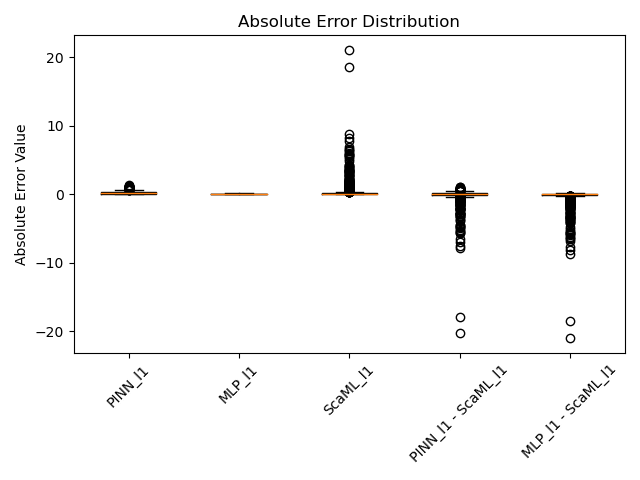 Absolute Error Distribution
Absolute Error Value
20
10
0
−10
−20
PINN_l1
MLP_l1
ScaML_l1
PINN_l1 - ScaML_l1
MLP_l1 - ScaML_l1